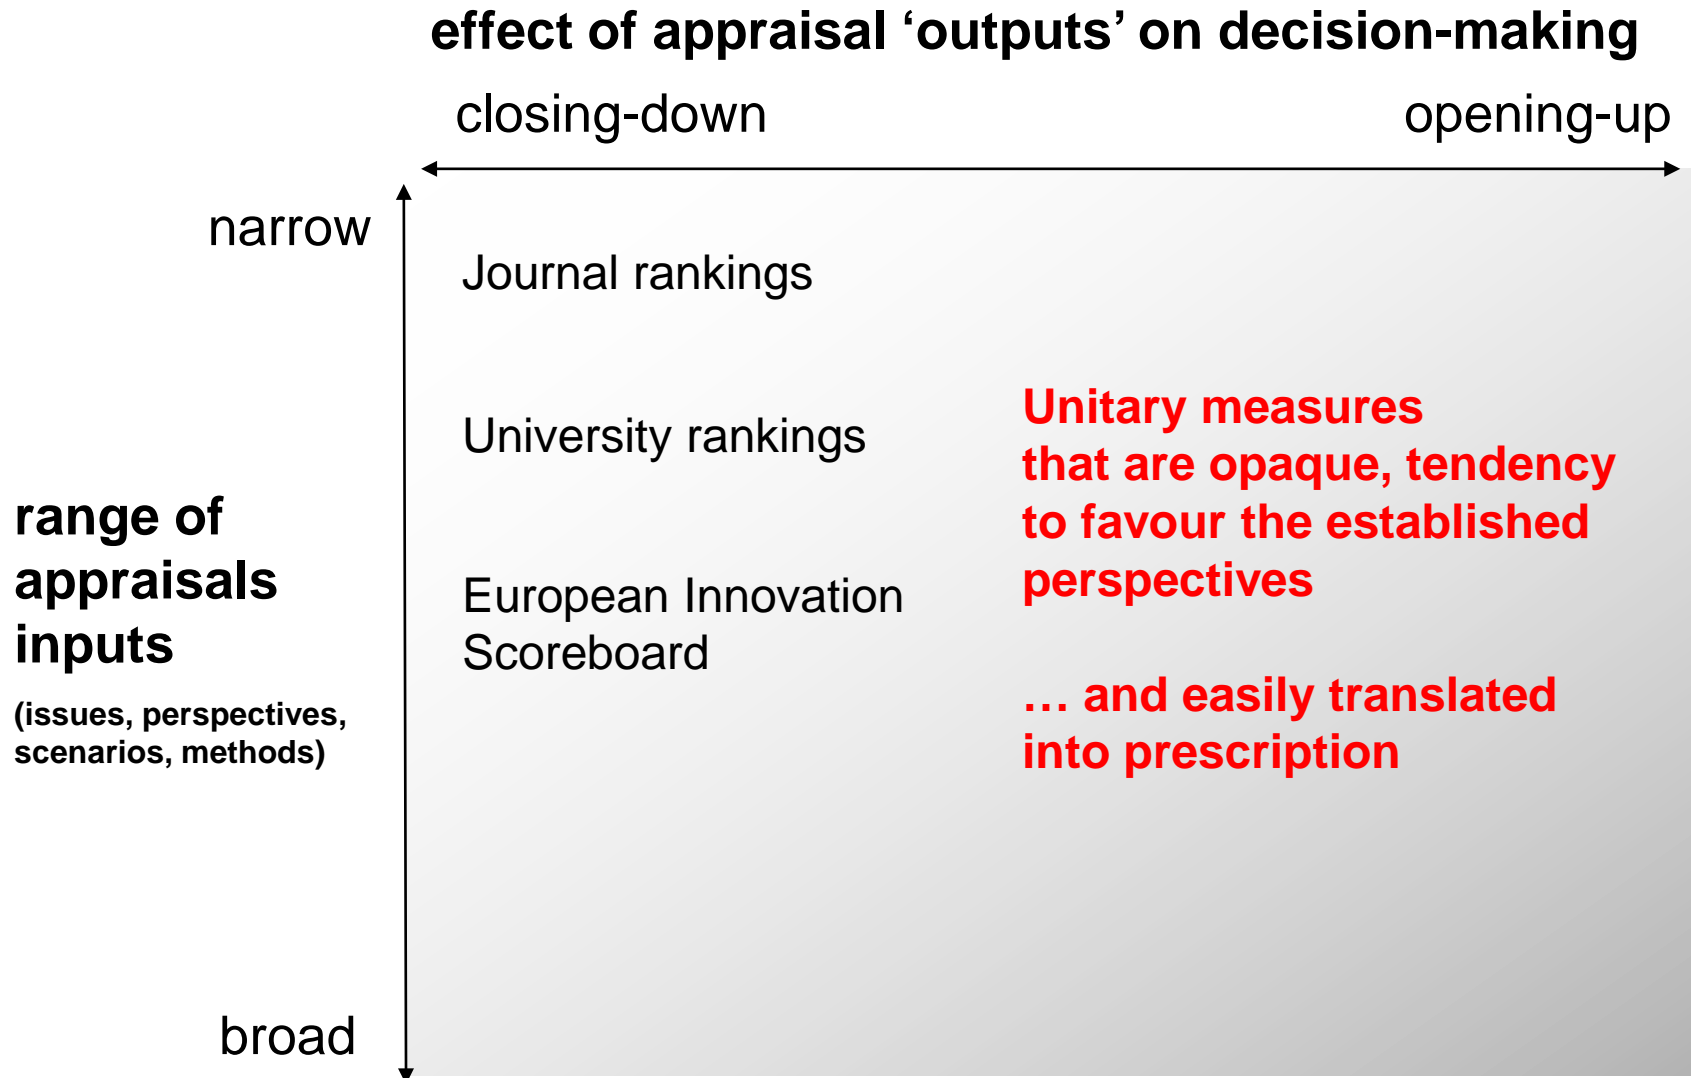 effect of appraisal ‘outputs’ on decision-making
closing-down
opening-up
narrow
Journal rankings
University rankings
European Innovation
Scoreboard
Unitary measures
that are opaque, tendency
to favour the established
perspectives
… and easily translated
into prescription
range of
appraisals
inputs
(issues, perspectives,
scenarios, methods)
broad